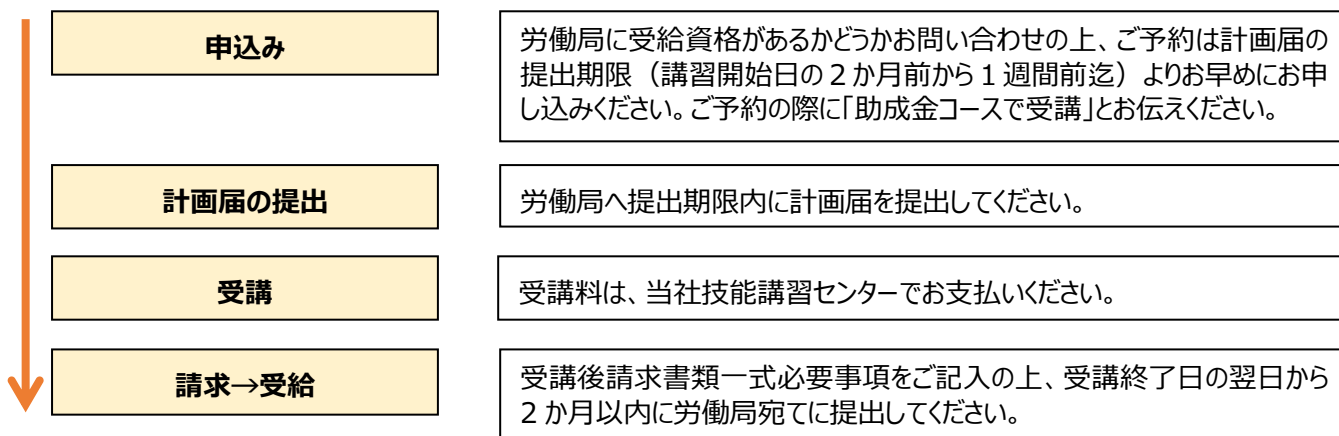 申込み
労働局に受給資格があるかどうかお問い合わせの上、ご予約は計画届の
提出期限（講習開始日の２か月前から１週間前迄）よりお早めにお申
し込みください。ご予約の際に「助成金コースで受講」とお伝えください。
計画届の提出
労働局へ提出期限内に計画届を提出してください。
受講
受講料は、当社技能講習センターでお支払いください。
請求→受給
受講後請求書類一式必要事項をご記入の上、受講終了日の翌日から
２か月以内に労働局宛てに提出してください。